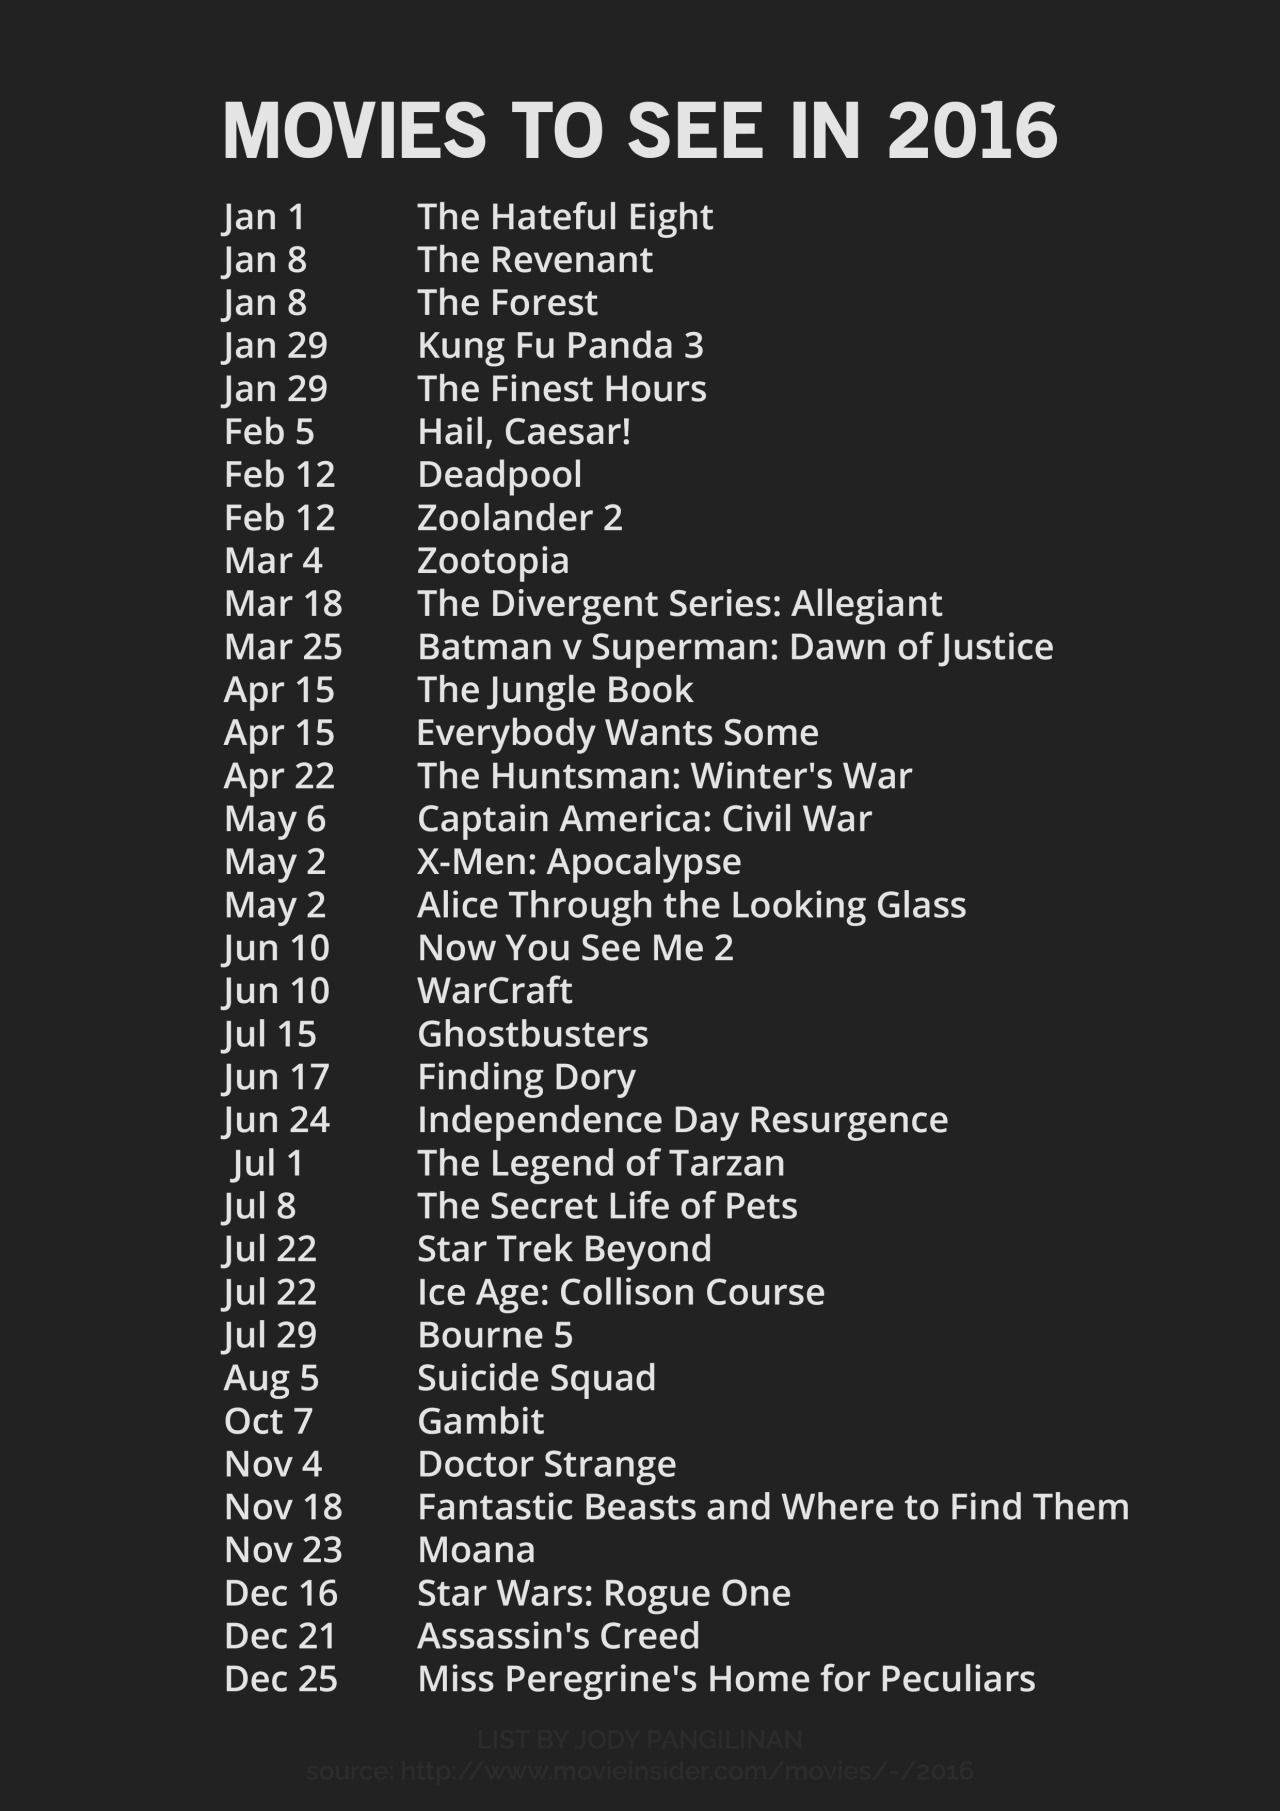 MOVIES TO SEE IN 2016
Jan 1 The Hateful Eight
Jan 8 The Revenant
Jan 8 The Forest
Jan 29 Kung Fu Panda 3
Jan 29 The Finest Hours
Feb 5 Hail, Caesar!
Feb 12 Deadpool
Feb 12 Zoolander 2
Mar 4 Zootopia
Mar 18 The Divergent Series: Allegiant
Mar 25 Batman v Superman: Dawn of Justice
Apr 15 The Jungle Book
Apr 15 Everybody Wants Some
Apr 22 The Huntsman: Winter's War
May 6 Captain America: Civil War
May 2 X-Men: Apocalypse
May 2 Alice Through the Looking Glass
Jun 10 Now You See Me 2
Jun 10 WarCraft
Jul 15 Ghostbusters
Jun 17 Finding Dory
Jun 24 Independence Day Resurgence
Jul 1 The Legend of Tarzan
Jul 8 The Secret Life of Pets
Jul 22 Star Trek Beyond
Jul 22 Ice Age: Collison Course
Jul 29 Bourne 5
Aug 5 Suicide Squad
Oct 7 Gambit
Nov 4 Doctor Strange
Nov 18 Fantastic Beasts and Where to Find Them
Nov 23 Moana
Dec 16 Star Wars: Rogue One
Dec 21 Assassin's Creed
Dec 25 Miss Peregrine's Home for Peculiars
LIST BY JODY PANGILINAN
source: http://www.movieinsider.com/movies/-/2016